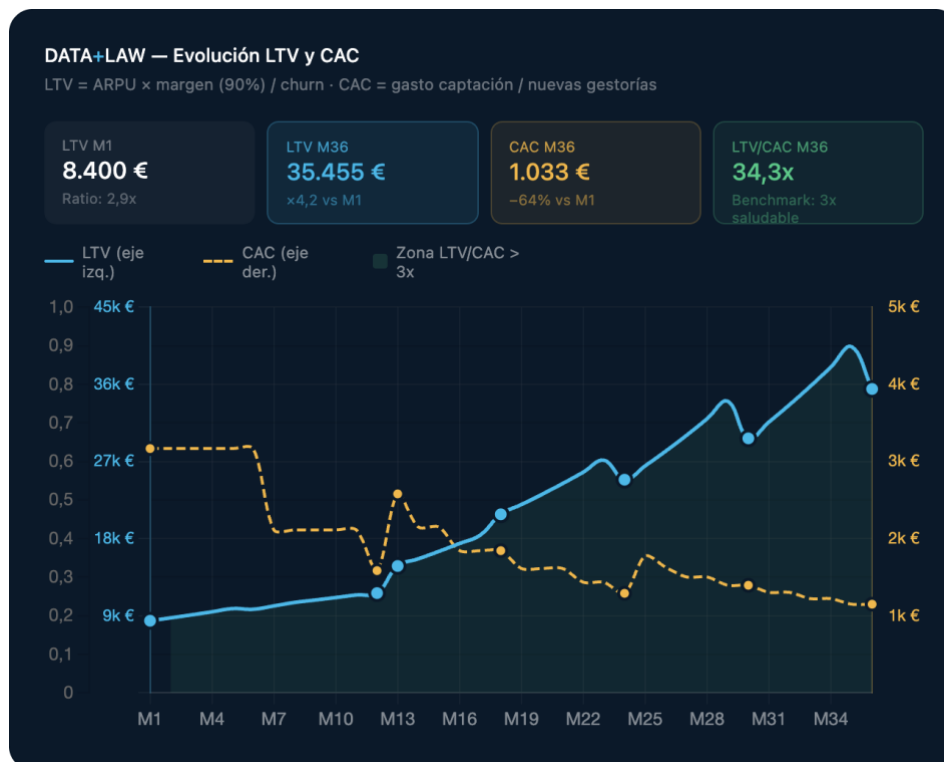 DATA+LAW — Evolución LTV y CAC
LTV = ARPU × margen (90%) / churn · CAC = gasto captación / nuevas gestorías
LTV M1
8.400 €
Ratio: 2,9x
LTV M36
35.455 €
×4,2 vs M1
CAC M36
1.033 €
−64% vs M1
LTV/CAC M36
34,3x
Benchmark: 3x
saludable
LTV (eje
izq.)
CAC (eje
der.)
Zona LTV/CAC >
3x
1,0
0,9
0,8
0,7
0,6
0,5
0,4
0,3
0,2
0,1
0
45k €
36k €
27k €
18k €
9k €
5k €
4k €
3k €
2k €
1k €
M1 M4 M7 M10 M13 M16 M19 M22 M25 M28 M31 M34